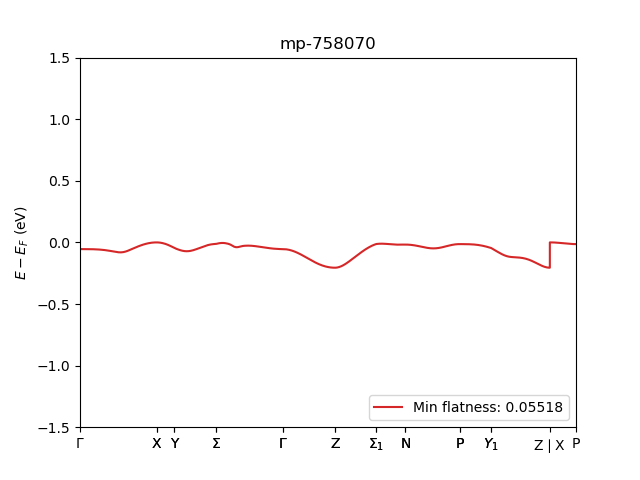 mp-758070
1.5
1.0
0.5
0.0
−0.5
−1.0
−1.5
E − E_F (eV)
Min flatness: 0.05518
Γ X Y Σ Γ Z Σ₁ N P Y₁ Z | X P